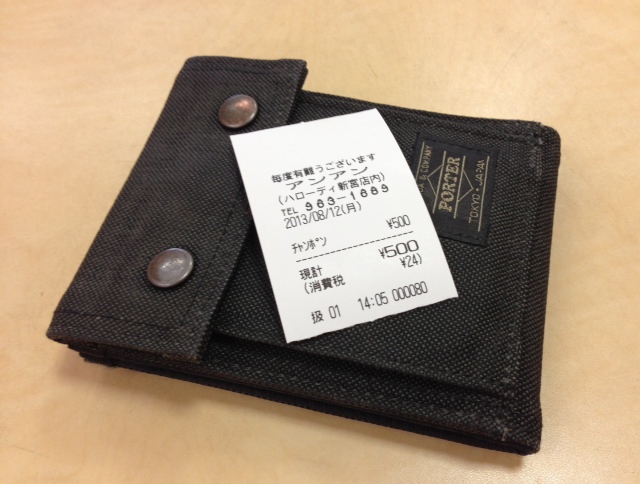 毎度有難うございます
アンアン
(ハローデイ新宮店内)
TEL 963-1669
2013/08/12(月)
チャンポン ¥500
現計 ¥500
(消費税 ¥24)
扱 01 14:05 000080
& COMPANY
PORTER
TOKYO・JAPAN